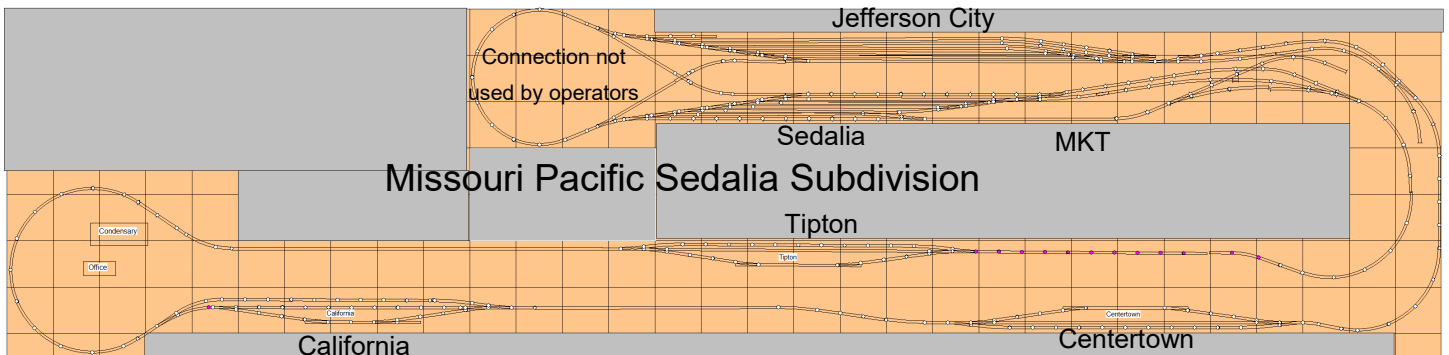 Jefferson City
Connection not
used by operators
Sedalia
MKT
Missouri Pacific Sedalia Subdivision
Tipton
Condensary
Office
Tipton
California
Centertown
California
Centertown